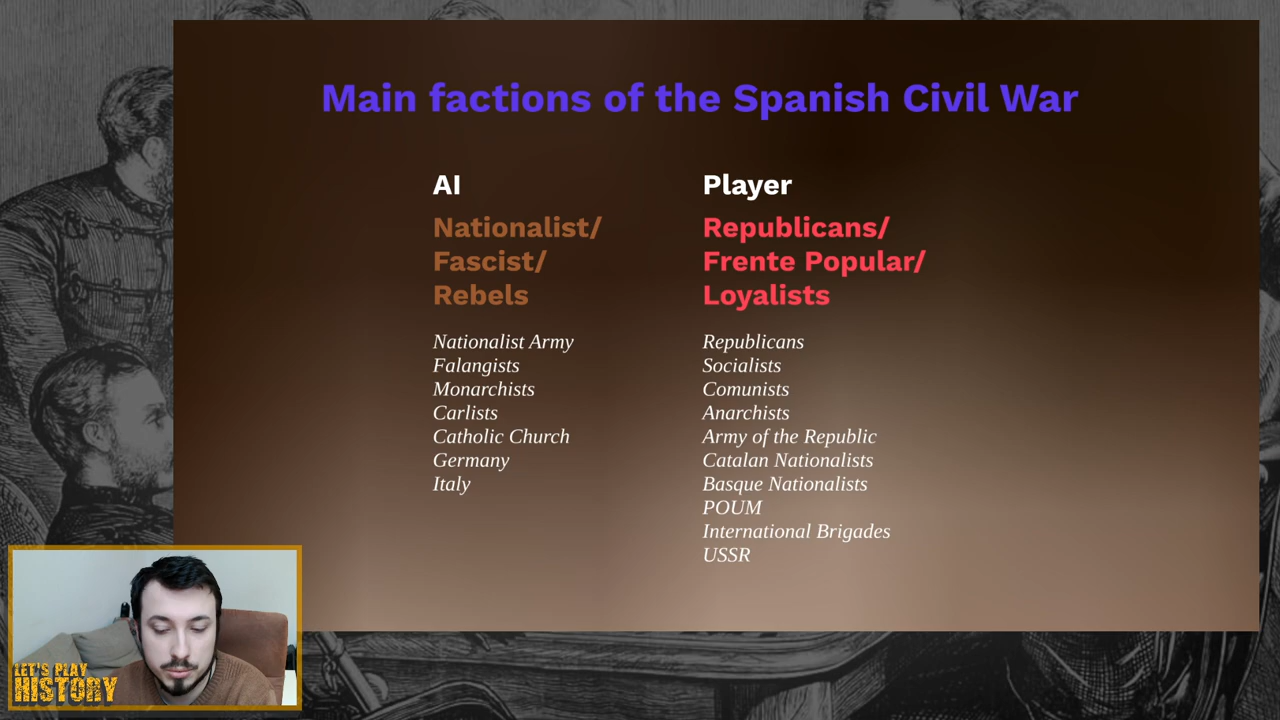 Main factions of the Spanish Civil War
AI
Nationalist/
Fascist/
Rebels
Nationalist Army
Falangists
Monarchists
Carlists
Catholic Church
Germany
Italy
Player
Republicans/
Frente Popular/
Loyalists
Republicans
Socialists
Comunists
Anarchists
Army of the Republic
Catalan Nationalists
Basque Nationalists
POUM
International Brigades
USSR
LET'S PLAY
HISTORY